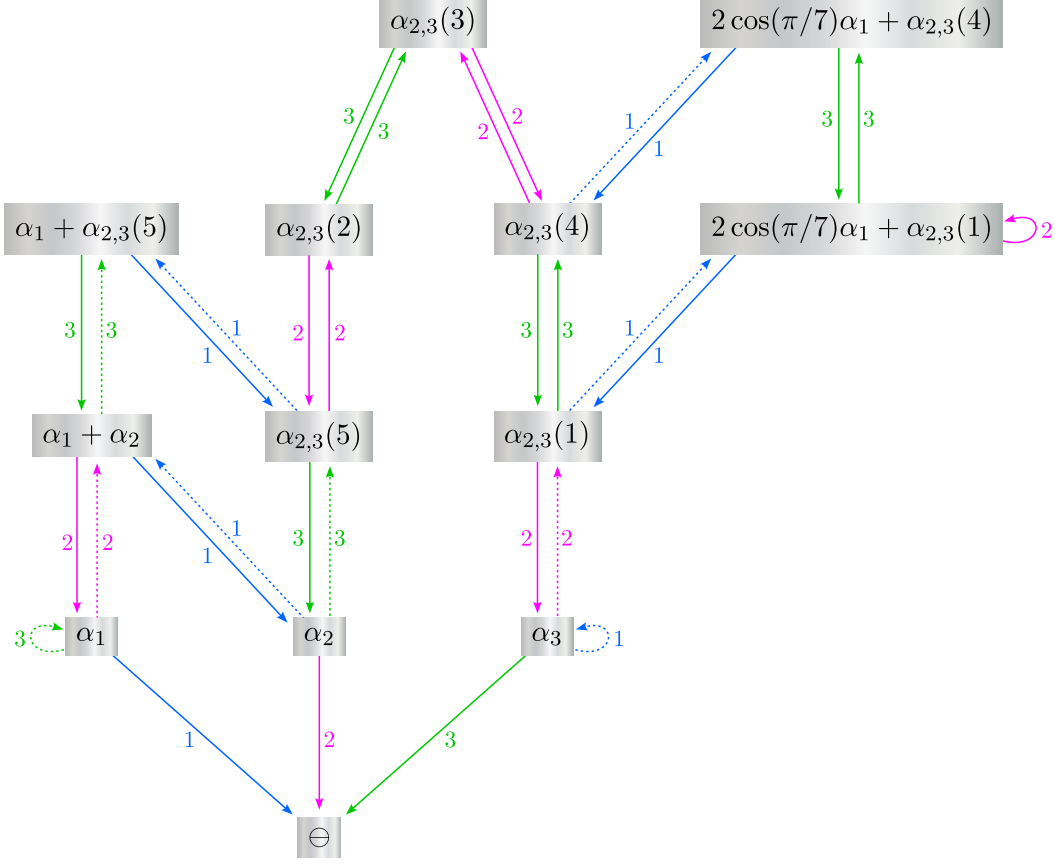 α₂,₃(3)
2 cos(π/7)α₁ + α₂,₃(4)
3
3
2
2
1
1
3
3
α₁ + α₂,₃(5)
α₂,₃(2)
α₂,₃(4)
2 cos(π/7)α₁ + α₂,₃(1)
2
3
3
1
1
2
2
3
3
1
1
α₁ + α₂
α₂,₃(5)
α₂,₃(1)
2
2
1
1
3
3
2
2
3
α₁
α₂
α₃
1
1
2
3
⊖